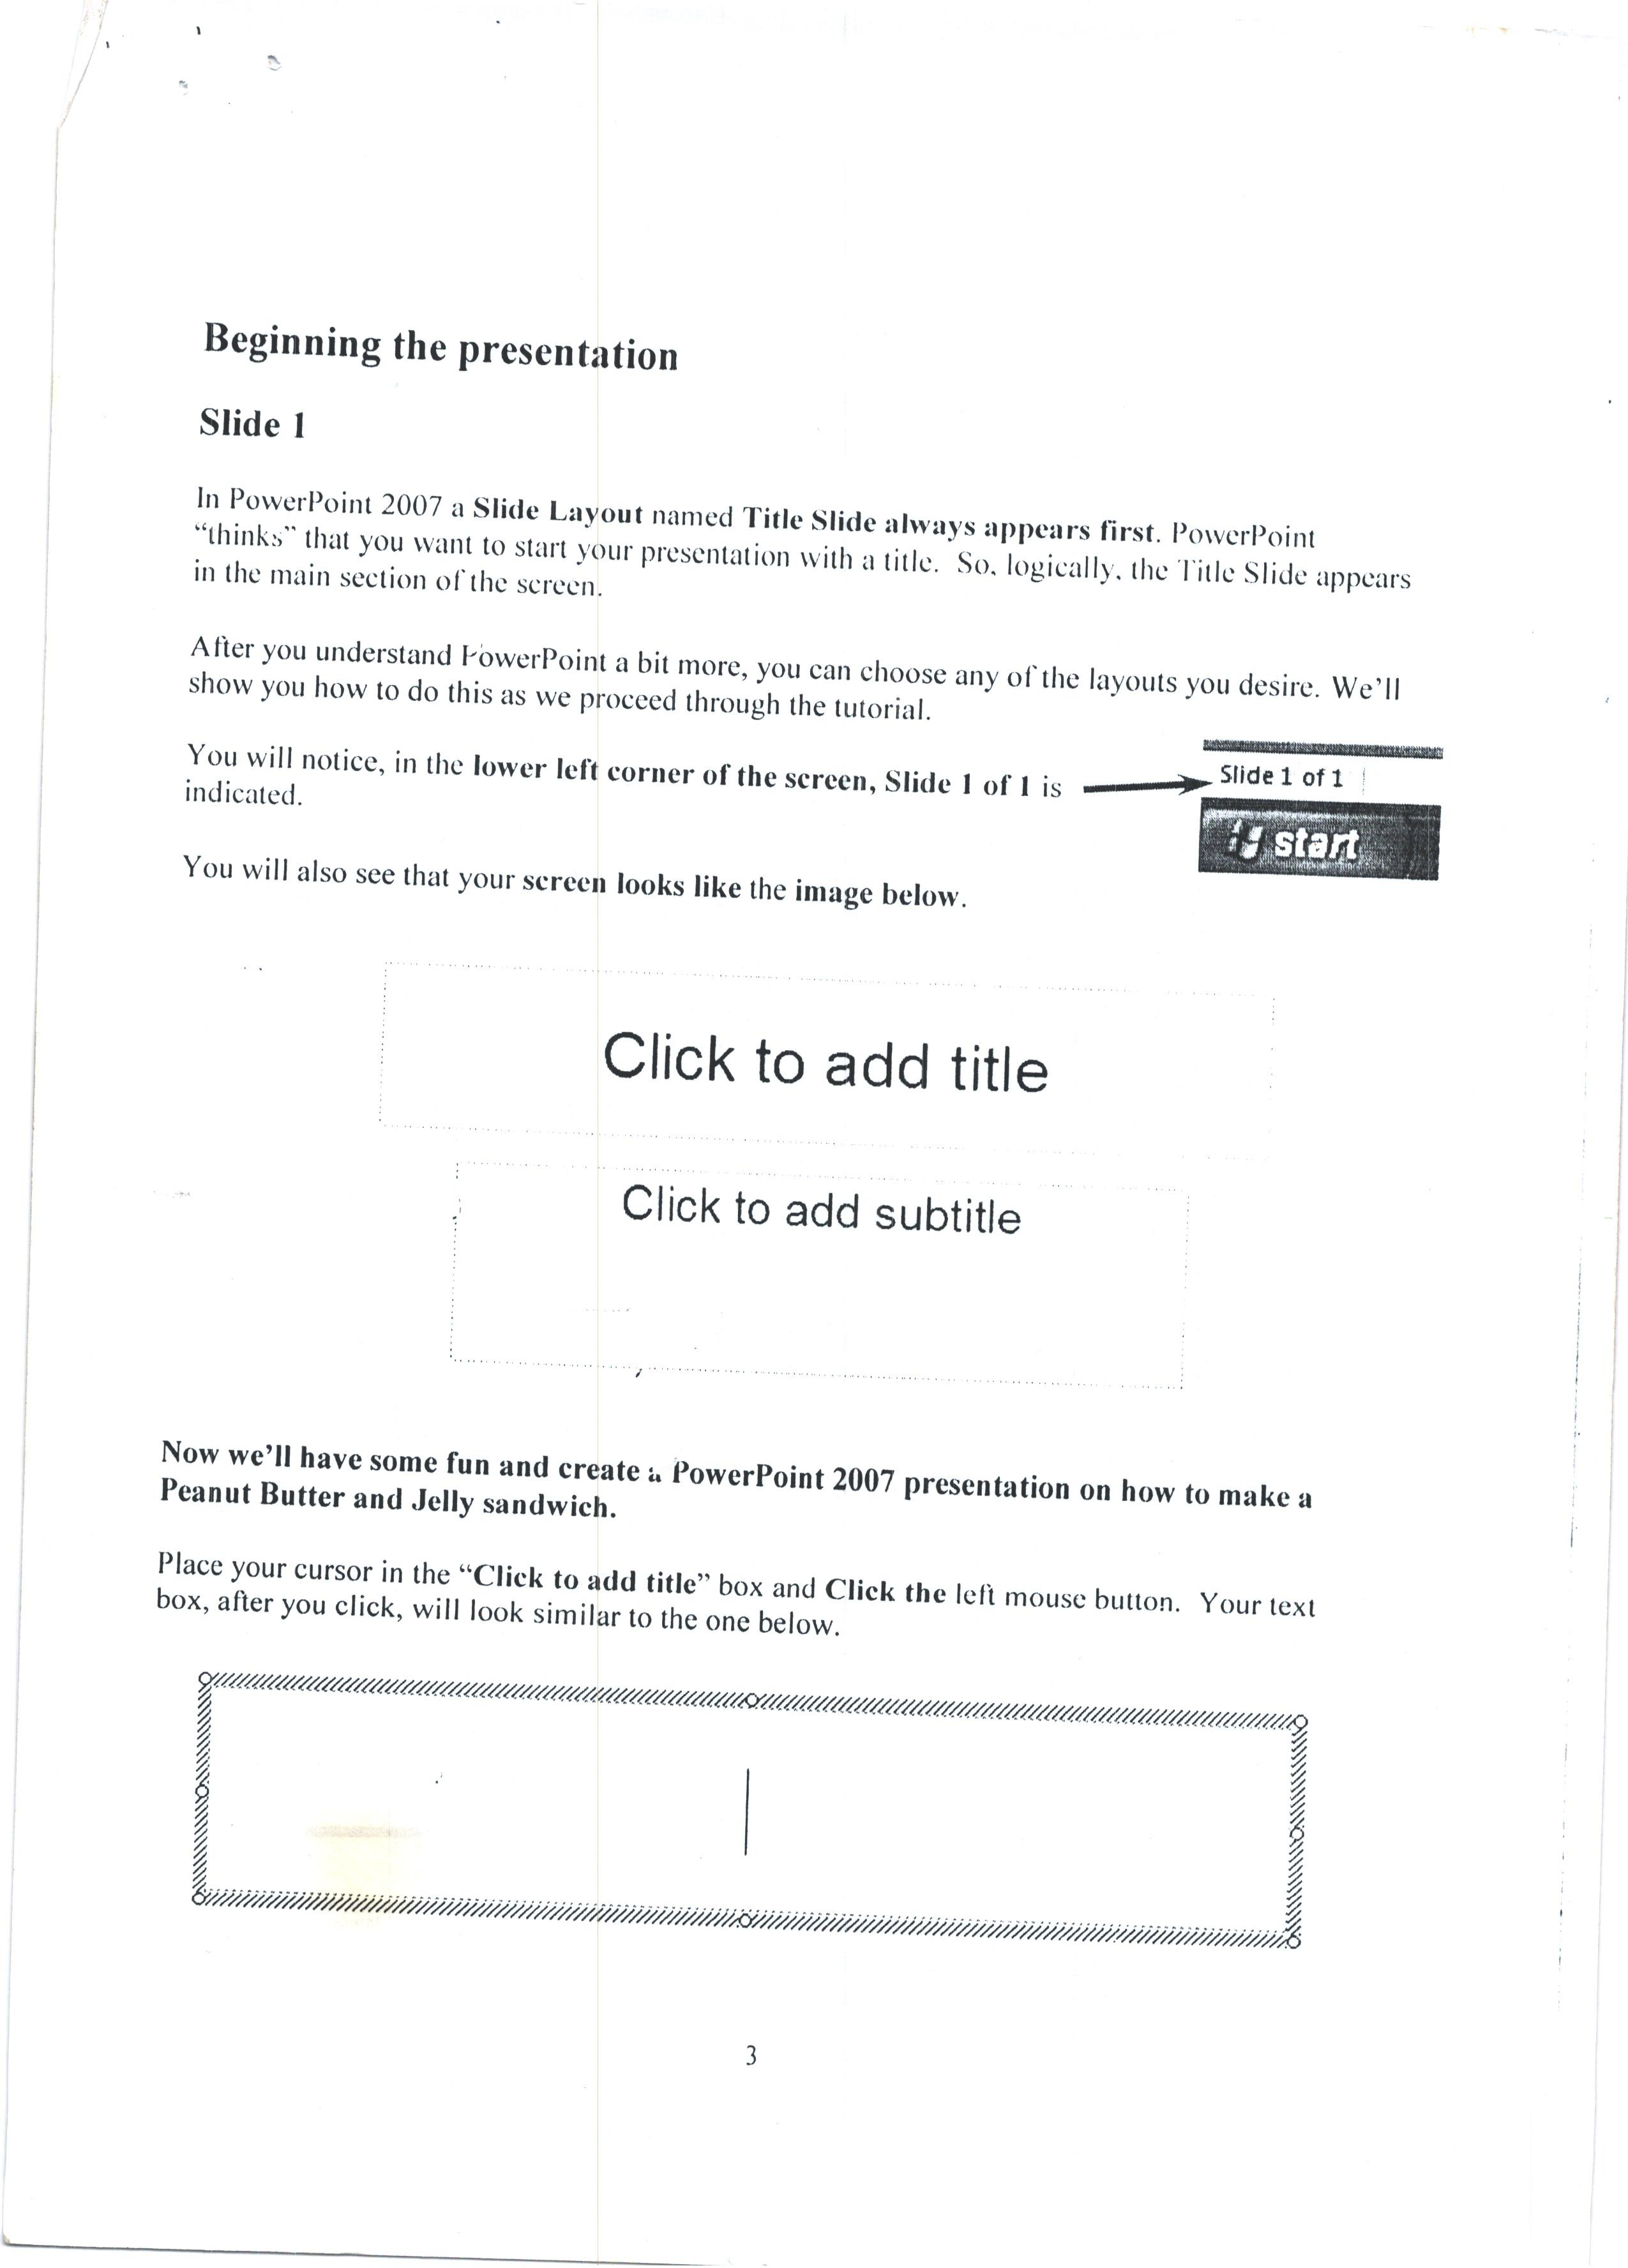 Beginning the presentation
Slide 1
In PowerPoint 2007 a Slide Layout named Title Slide always appears first. PowerPoint
“thinks” that you want to start your presentation with a title. So, logically, the Title Slide appears
in the main section of the screen.
After you understand PowerPoint a bit more, you can choose any of the layouts you desire. We’ll
show you how to do this as we proceed through the tutorial.
You will notice, in the lower left corner of the screen, Slide 1 of 1 is
indicated.
Slide 1 of 1
start
You will also see that your screen looks like the image below.
Click to add title
Click to add subtitle
Now we’ll have some fun and create a PowerPoint 2007 presentation on how to make a
Peanut Butter and Jelly sandwich.
Place your cursor in the “Click to add title” box and Click the left mouse button. Your text
box, after you click, will look similar to the one below.
3